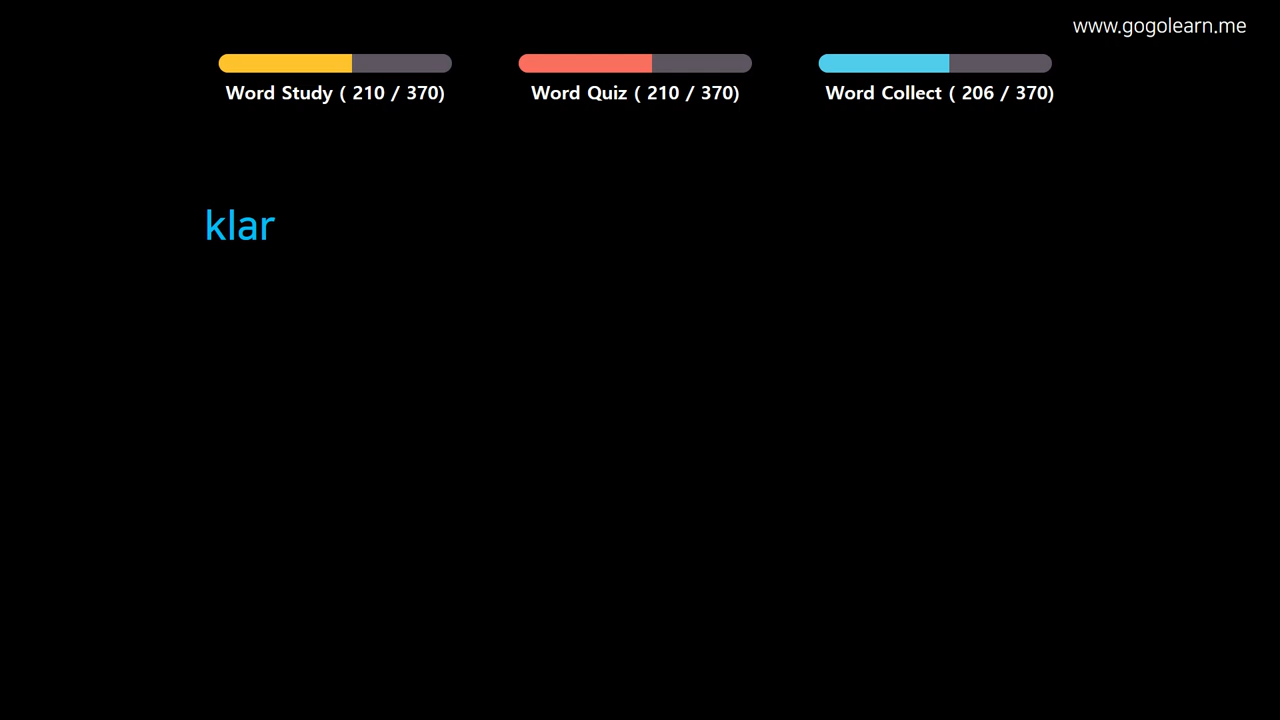 www.gogolearn.me
Word Study ( 210 / 370)
Word Quiz ( 210 / 370)
Word Collect ( 206 / 370)
klar